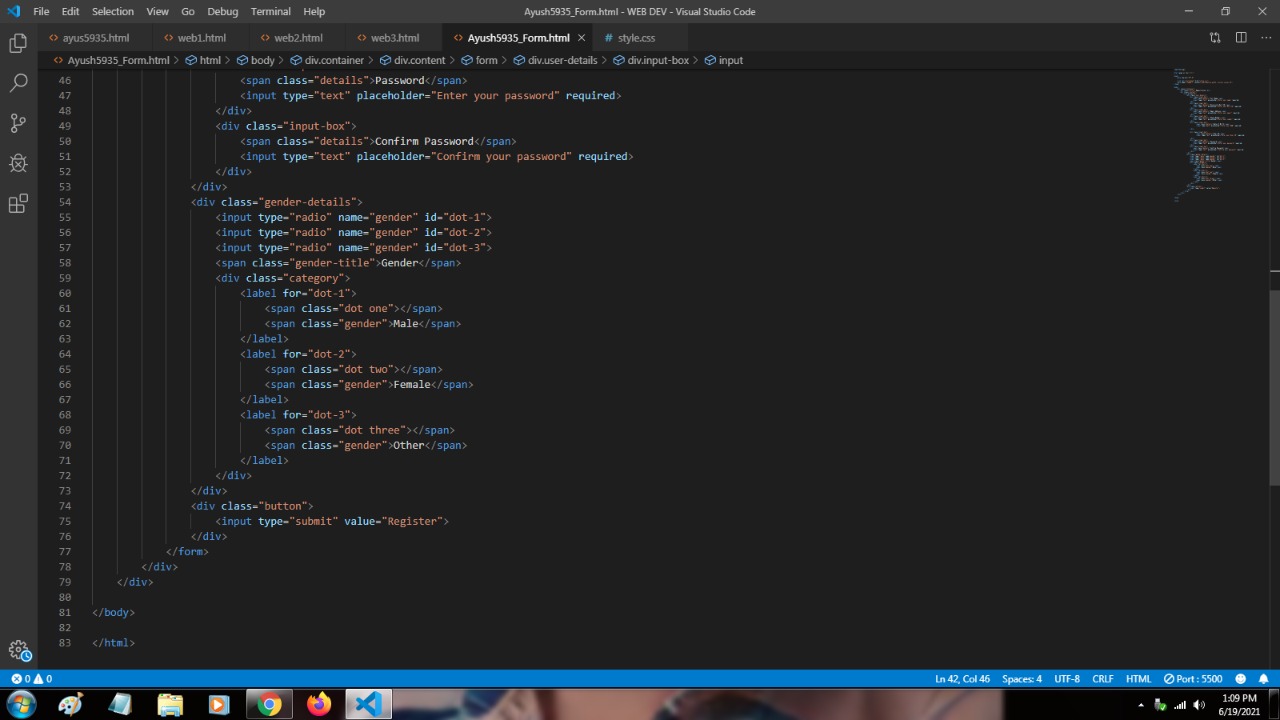 File Edit Selection View Go Debug Terminal Help Ayush5935_Form.html - WEB DEV - Visual Studio Code
ayus5935.html web1.html web2.html web3.html Ayush5935_Form.html style.css
Ayush5935_Form.html > html > body > div.container > div.content > form > div.user-details > div.input-box > input
46 <span class="details">Password</span>
47 <input type="text" placeholder="Enter your password" required>
48 </div>
49 <div class="input-box">
50 <span class="details">Confirm Password</span>
51 <input type="text" placeholder="Confirm your password" required>
52 </div>
53 </div>
54 <div class="gender-details">
55 <input type="radio" name="gender" id="dot-1">
56 <input type="radio" name="gender" id="dot-2">
57 <input type="radio" name="gender" id="dot-3">
58 <span class="gender-title">Gender</span>
59 <div class="category">
60 <label for="dot-1">
61 <span class="dot one"></span>
62 <span class="gender">Male</span>
63 </label>
64 <label for="dot-2">
65 <span class="dot two"></span>
66 <span class="gender">Female</span>
67 </label>
68 <label for="dot-3">
69 <span class="dot three"></span>
70 <span class="gender">Other</span>
71 </label>
72 </div>
73 </div>
74 <div class="button">
75 <input type="submit" value="Register">
76 </div>
77 </form>
78 </div>
79 </div>
80
81 </body>
82
83 </html>
0 0 Ln 42, Col 46 Spaces: 4 UTF-8 CRLF HTML Port : 5500
1:09 PM
6/19/2021